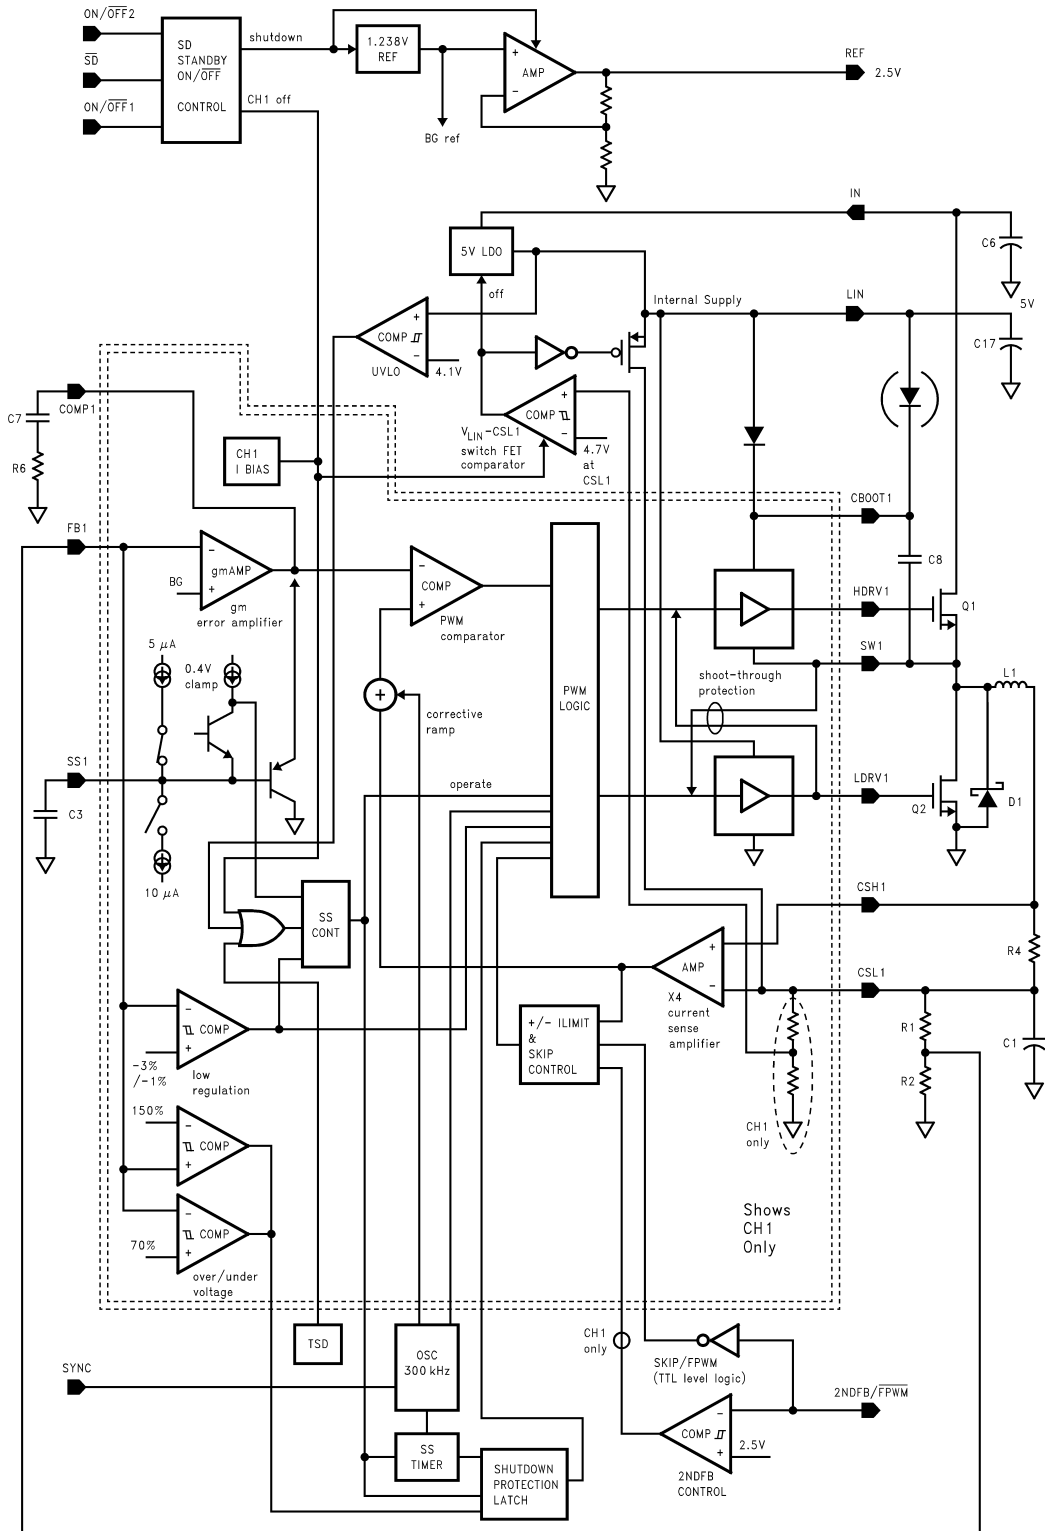 ON/OFF2
SD
ON/OFF1
SD
STANDBY
ON/OFF
CONTROL
shutdown
CH1 off
1.238V
REF
BG ref
+
AMP
-
REF
2.5V
IN
C6
5V LDO
off
Internal Supply
LIN
5V
C17
+
COMP
-
UVLO
4.1V
+
COMP
-
VLIN-CSL1
switch FET
comparator
4.7V
at
CSL1
C7
COMP1
R6
CH1
I BIAS
CBOOT1
C8
FB1
-
gmAMP
+
BG
gm
error amplifier
-
COMP
+
PWM
comparator
HDRV1
Q1
SW1
5 µA
0.4V
clamp
+
corrective
ramp
PWM
LOGIC
shoot-through
protection
L1
SS1
C3
10 µA
operate
LDRV1
Q2
D1
SS
CONT
CSH1
R4
+
AMP
-
X4
current
sense
amplifier
CSL1
R1
R2
C1
-
COMP
+
-3%
/-1%
low
regulation
+/- ILIMIT
&
SKIP
CONTROL
CH1
only
150%
-
COMP
+
-
COMP
+
70%
over/under
voltage
Shows
CH1
Only
TSD
OSC
300 kHz
CH1
only
SKIP/FPWM
(TTL level logic)
SYNC
2NDFB/FPWM
-
COMP
+
2.5V
2NDFB
CONTROL
SS
TIMER
SHUTDOWN
PROTECTION
LATCH